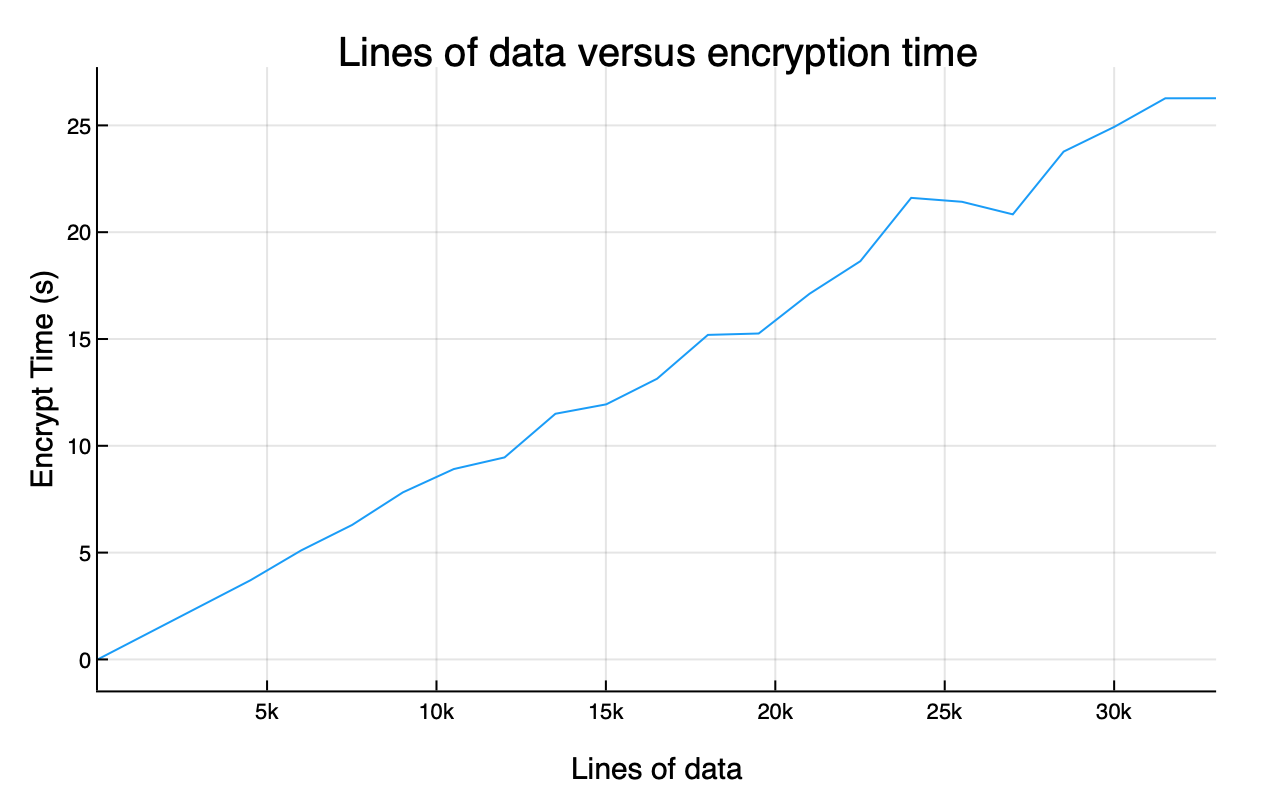 Lines of data versus encryption time
Encrypt Time (s)
25
20
15
10
5
0
5k
10k
15k
20k
25k
30k
Lines of data